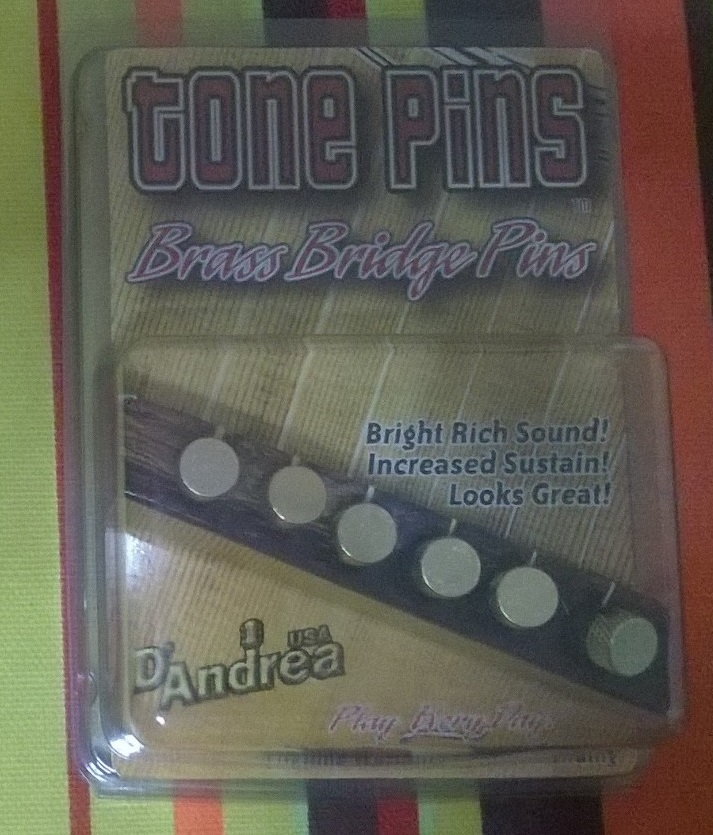 tone pins
TM
Brass Bridge Pins
Bright Rich Sound!
Increased Sustain!
Looks Great!
D'Andrea USA
Play Every Day.